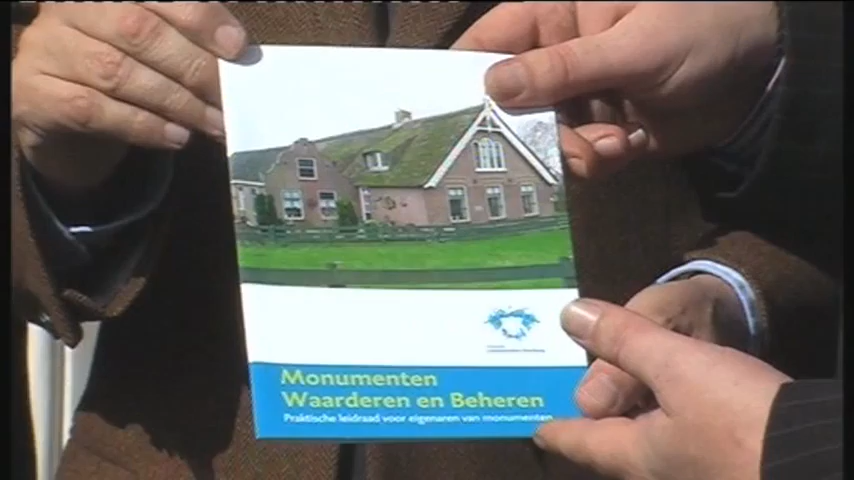 Monumenten
Waarderen en Beheren
Praktische leidraad voor eigenaren van monumenten